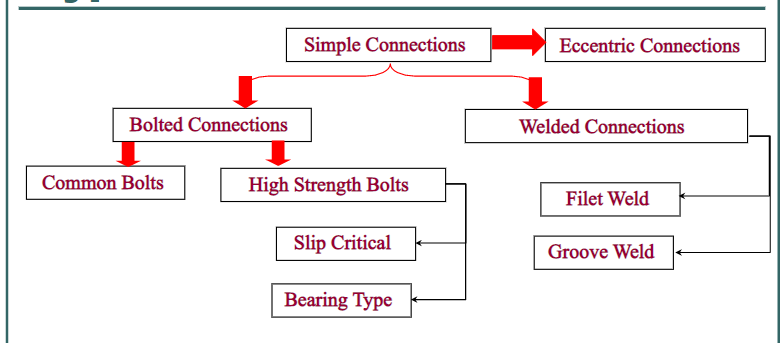 Simple Connections
Eccentric Connections
Bolted Connections
Welded Connections
Common Bolts
High Strength Bolts
Filet Weld
Slip Critical
Groove Weld
Bearing Type